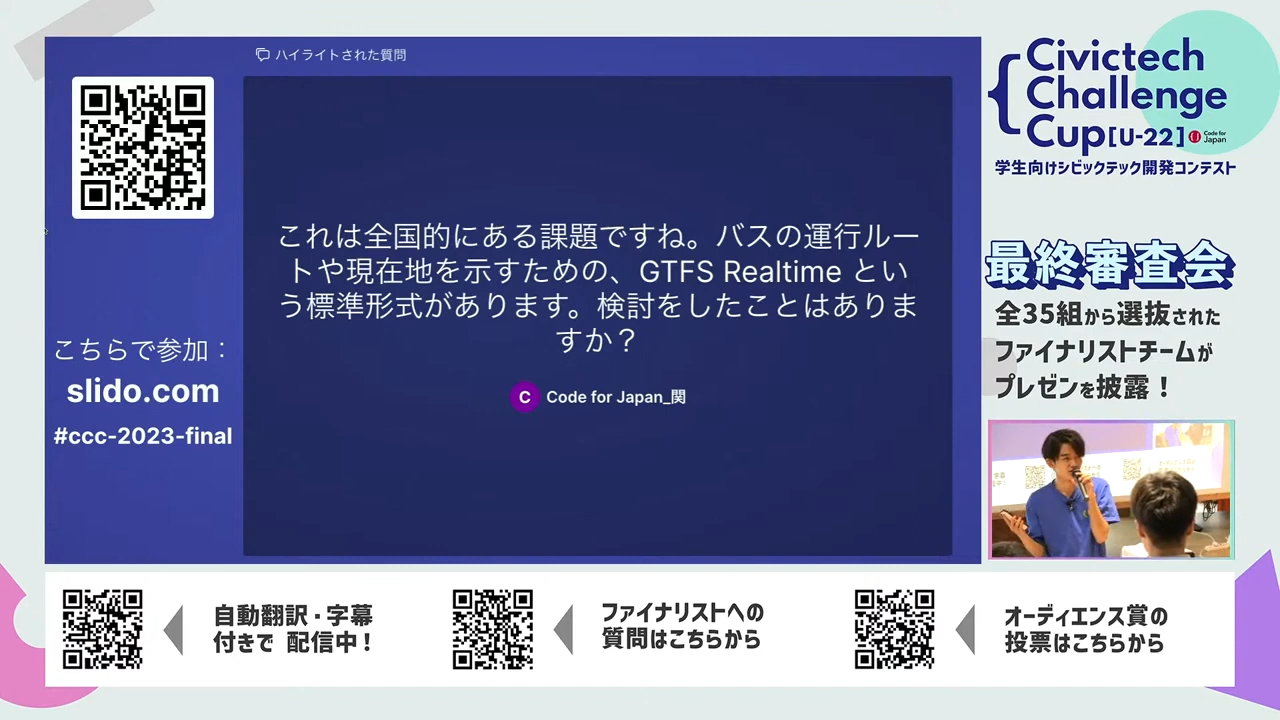 ハイライトされた質問
これは全国的にある課題ですね。バスの運行ルー
トや現在地を示すための、GTFS Realtime とい
う標準形式があります。検討をしたことはありま
すか？
C Code for Japan_関
こちらで参加：
slido.com
#ccc-2023-final
Civictech
Challenge
Cup[U-22]
Code for
Japan
学生向けシビックテック開発コンテスト
最終審査会
全35組から選抜された
ファイナリストチームが
プレゼンを披露！
自動翻訳・字幕
付きで 配信中！
ファイナリストへの
質問はこちらから
オーディエンス賞の
投票はこちらから